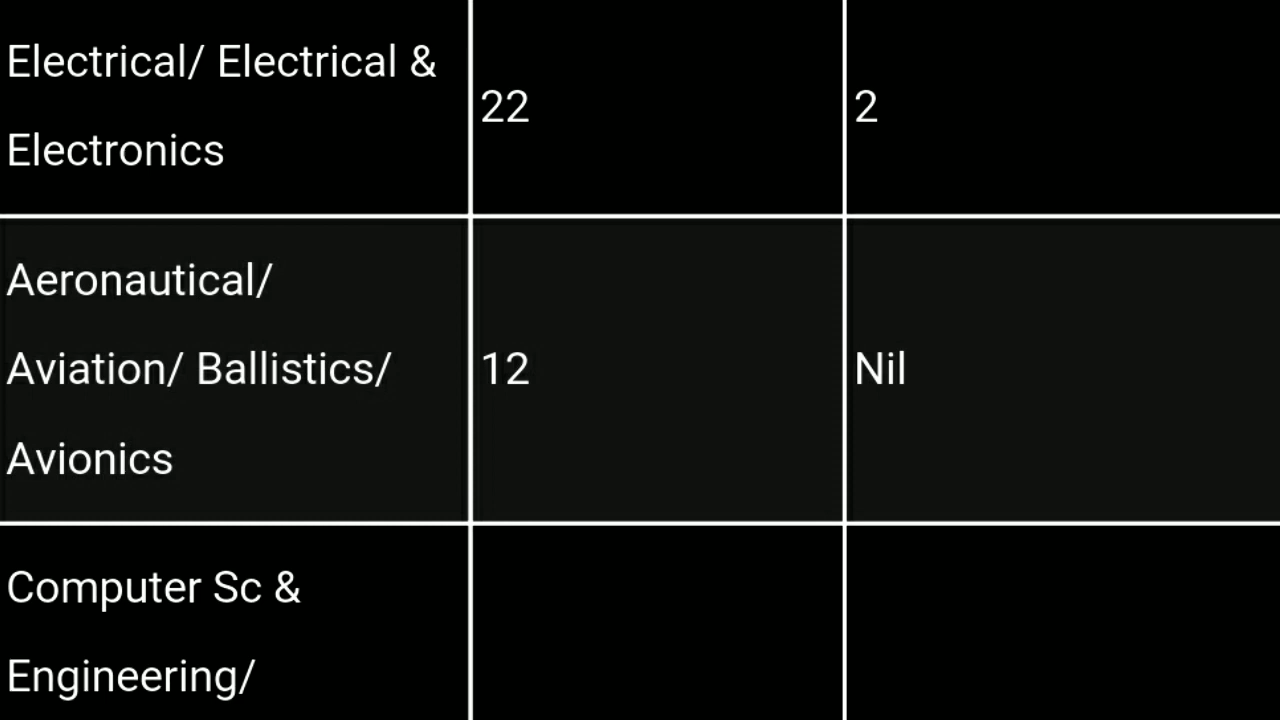 Electrical/ Electrical &
Electronics
22
2
Aeronautical/
Aviation/ Ballistics/
Avionics
12
Nil
Computer Sc &
Engineering/